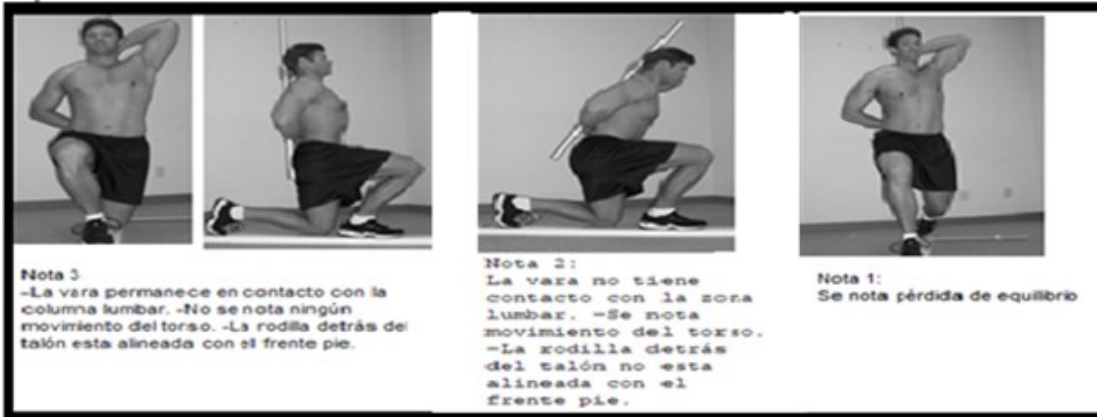 Nota 3
-La vara permanece en contacto con la
columna lumbar. -No se nota ningún
movimiento del torso. -La rodilla detrás del
talón esta alineada con el frente pie.
Nota 2:
La vara no tiene
contacto con la zona
lumbar. -Se nota
movimiento del torso.
-La rodilla detrás
del talón no esta
alineada con el
frente pie.
Nota 1:
Se nota pérdida de equilibrio